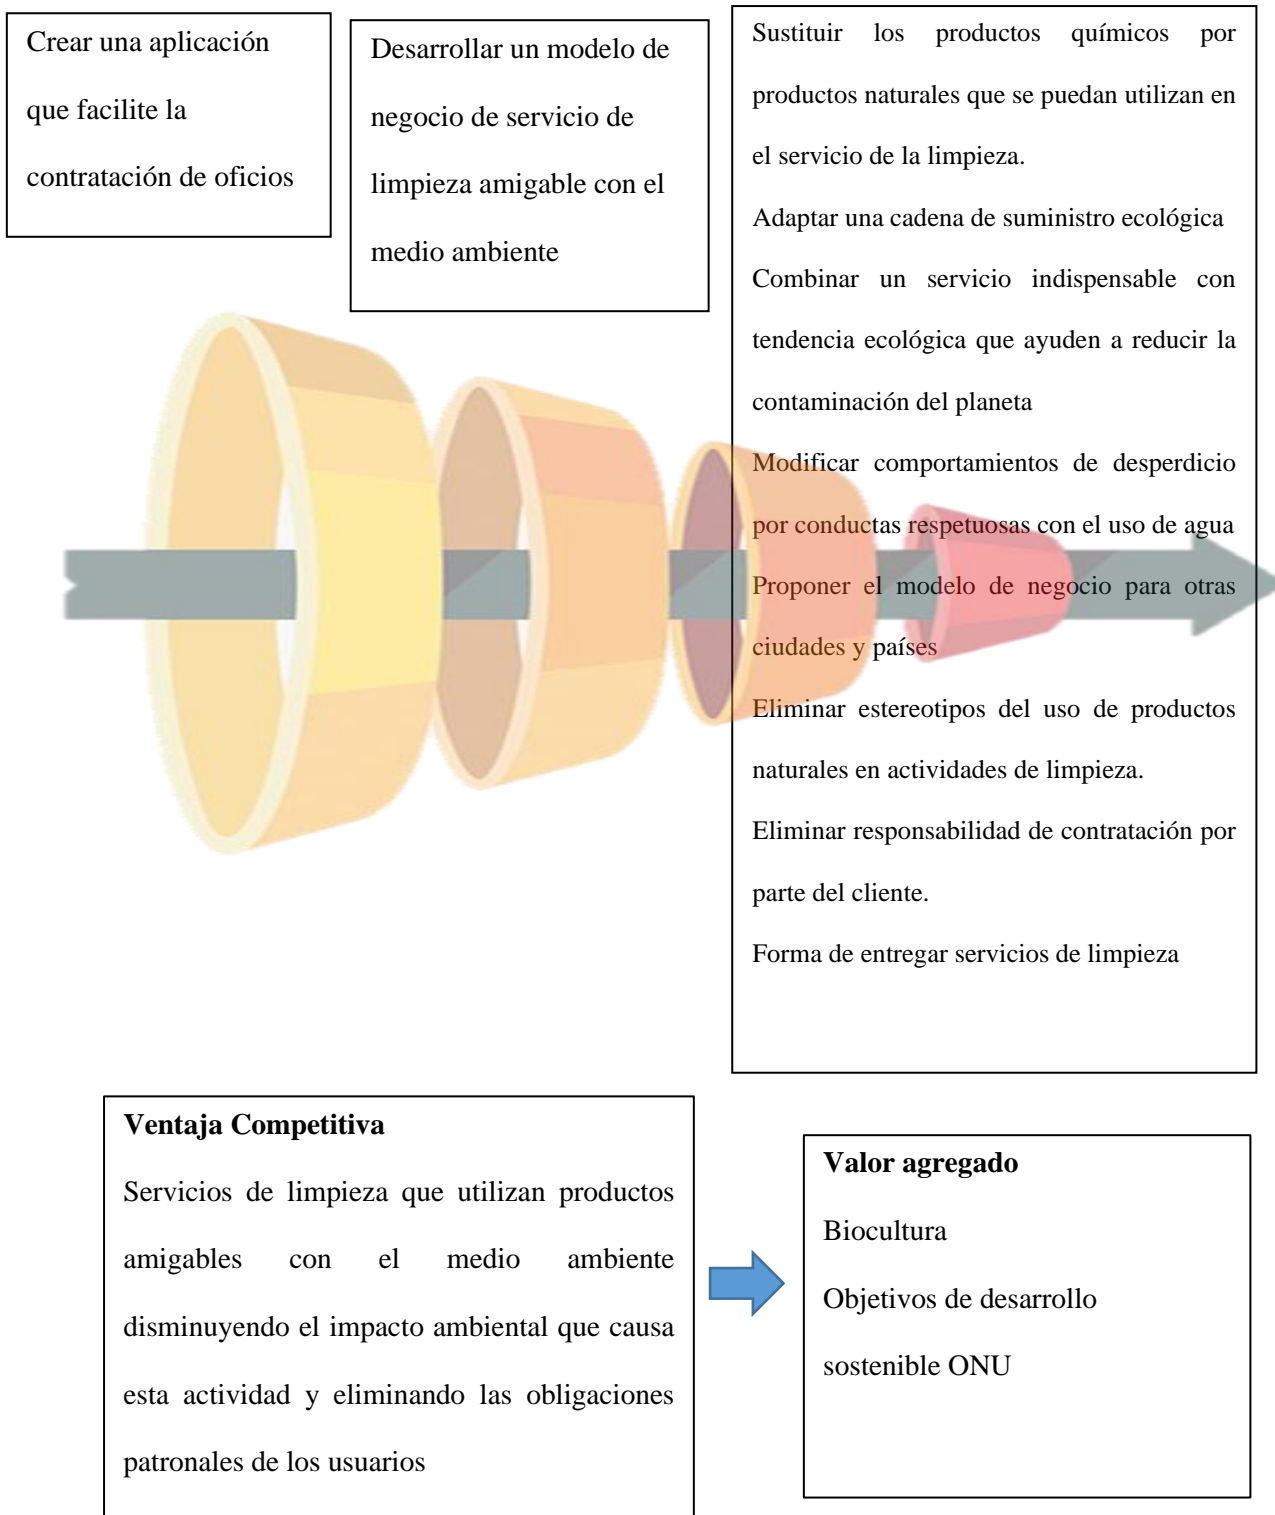 Crear una aplicación
que facilite la
contratación de oficios
Desarrollar un modelo de
negocio de servicio de
limpieza amigable con el
medio ambiente
Sustituir los productos químicos por
productos naturales que se puedan utilizan en
el servicio de la limpieza.
Adaptar una cadena de suministro ecológica
Combinar un servicio indispensable con
tendencia ecológica que ayuden a reducir la
contaminación del planeta
Modificar comportamientos de desperdicio
por conductas respetuosas con el uso de agua
Proponer el modelo de negocio para otras
ciudades y países
Eliminar estereotipos del uso de productos
naturales en actividades de limpieza.
Eliminar responsabilidad de contratación por
parte del cliente.
Forma de entregar servicios de limpieza
Ventaja Competitiva
Servicios de limpieza que utilizan productos
amigables con el medio ambiente
disminuyendo el impacto ambiental que causa
esta actividad y eliminando las obligaciones
patronales de los usuarios
Valor agregado
Biocultura
Objetivos de desarrollo
sostenible ONU